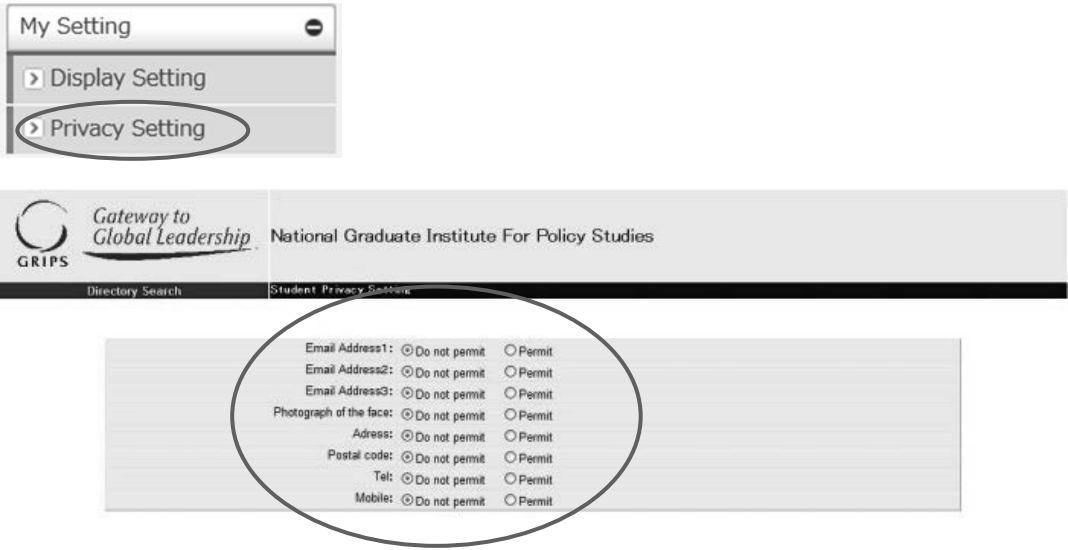 My Setting
Display Setting
Privacy Setting
Gateway to
Global Leadership
GRIPS
National Graduate Institute For Policy Studies
Directory Search Student Privacy Setting
Email Address1: Do not permit Permit
Email Address2: Do not permit Permit
Email Address3: Do not permit Permit
Photograph of the face: Do not permit Permit
Adress: Do not permit Permit
Postal code: Do not permit Permit
Tel: Do not permit Permit
Mobile: Do not permit Permit